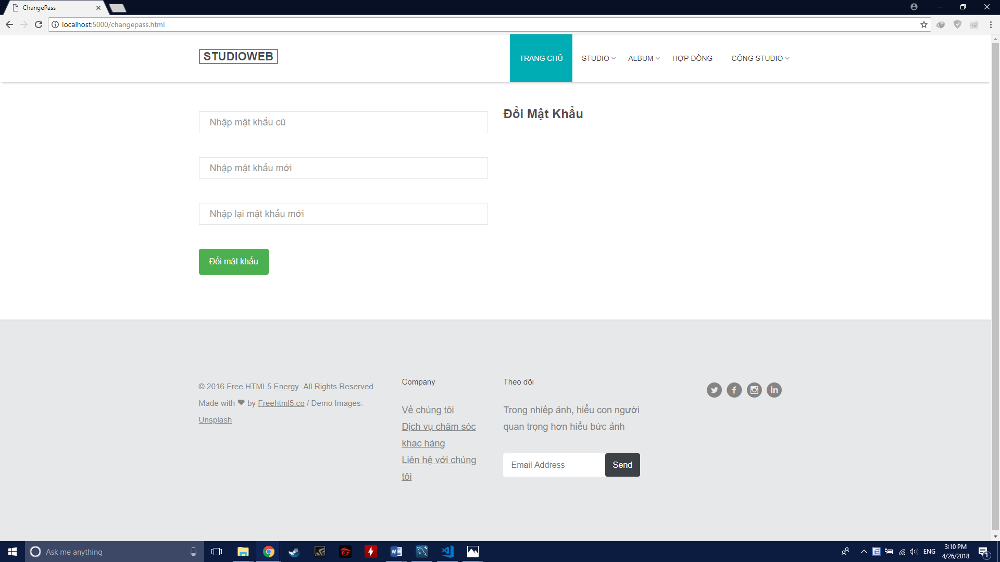 ChangePass
localhost:5000/changepass.html
STUDIOWEB
TRANG CHỦ
STUDIO
ALBUM
HỢP ĐỒNG
CỘNG STUDIO
Nhập mật khẩu cũ
Đổi Mật Khẩu
Nhập mật khẩu mới
Nhập lại mật khẩu mới
Đổi mật khẩu
© 2016 Free HTML5 Energy. All Rights Reserved.
Made with ❤ by Freehtml5.co / Demo Images:
Unsplash
Company
Về chúng tôi
Dịch vụ chăm sóc
khac hàng
Liên hệ với chúng
tôi
Theo dõi
Trong nhiếp ảnh, hiểu con người
quan trọng hơn hiểu bức ảnh
Email Address
Send
Ask me anything
ENG
3:10 PM
4/26/2018
1